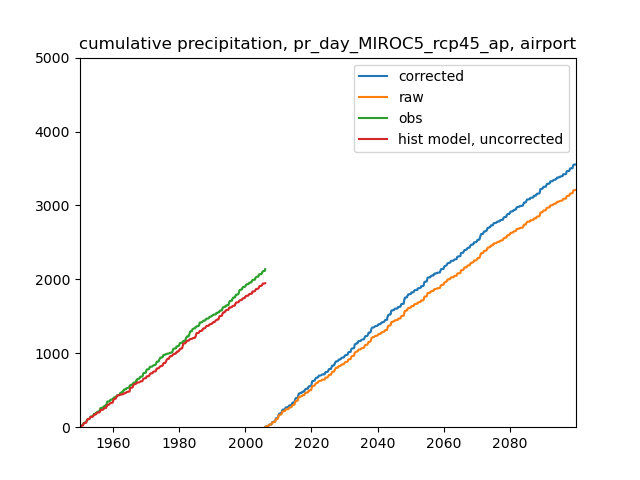 cumulative precipitation, pr_day_MIROC5_rcp45_ap, airport
5000
4000
3000
2000
1000
0
corrected
raw
obs
hist model, uncorrected
1960 1980 2000 2020 2040 2060 2080